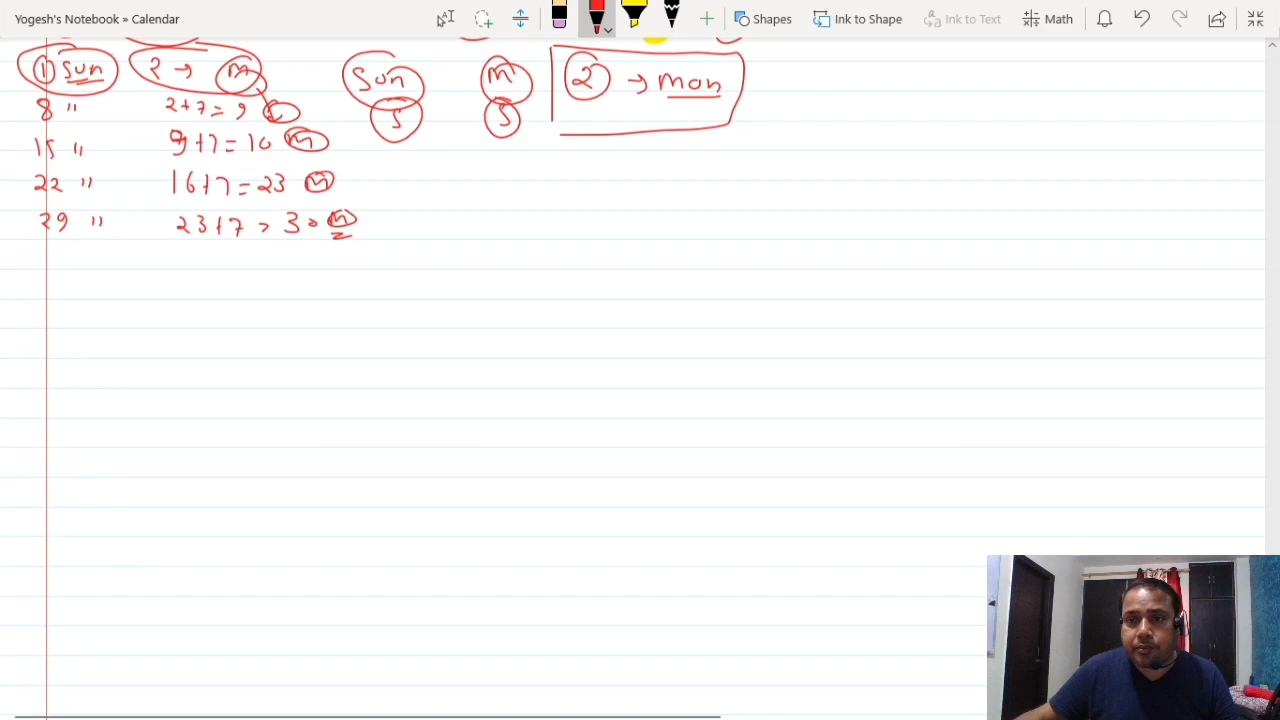 Yogesh's Notebook » Calendar
Shapes
Ink to Shape
Ink to Text
Math
1 Sun 2 → m Sun m 2 → mon
8 " 2+7=9 5 5
15 " 9+7=16 m
22 " 16+7=23 m
29 " 23+7=30 m